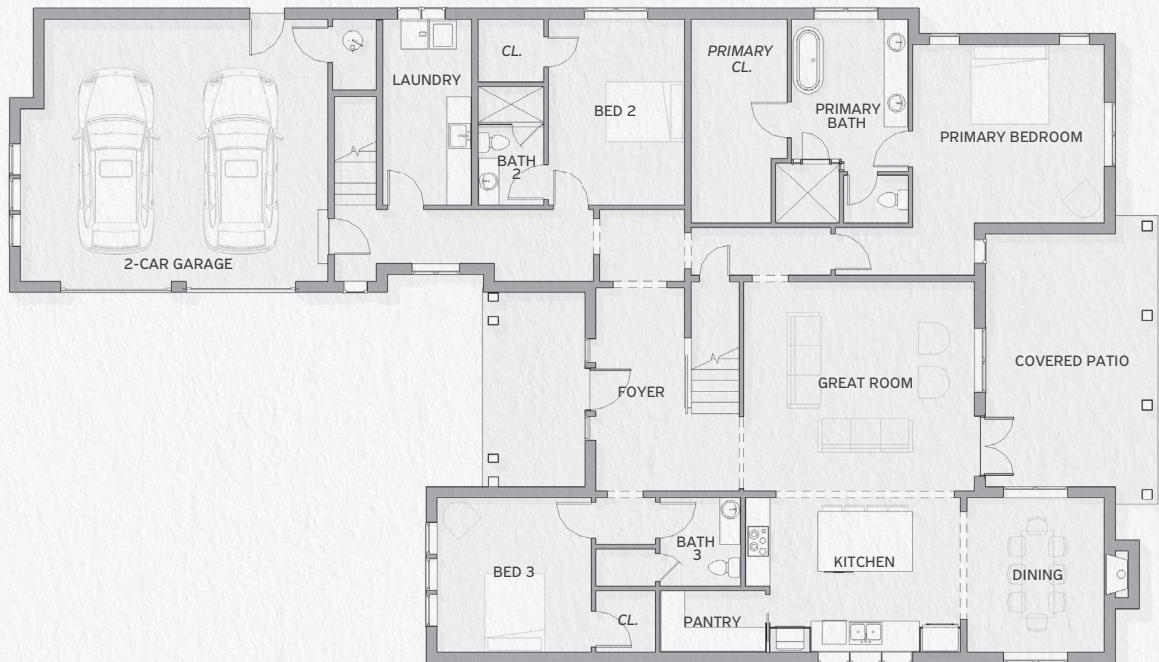 CL.
LAUNDRY
BED 2
PRIMARY
CL.
PRIMARY
BATH
PRIMARY BEDROOM
BATH
2
2-CAR GARAGE
FOYER
GREAT ROOM
COVERED PATIO
BED 3
BATH
3
KITCHEN
DINING
CL.
PANTRY